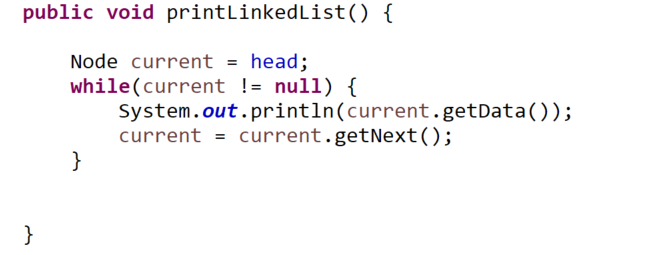 public void printLinkedList() {
Node current = head;
while(current != null) {
System.out.println(current.getData());
current = current.getNext();
}
}